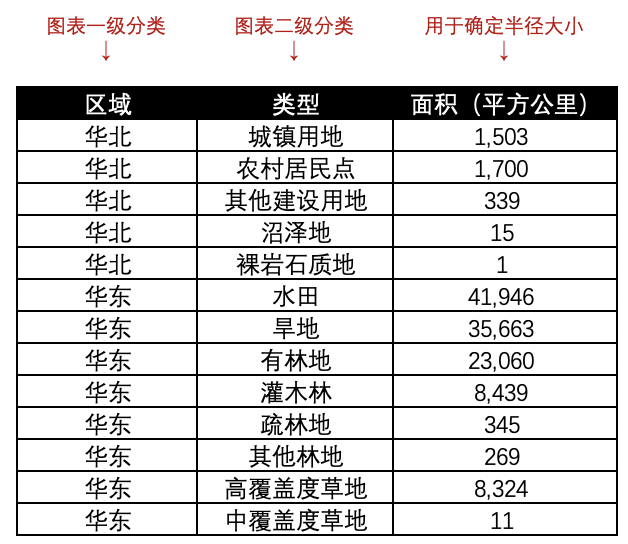 图表一级分类 图表二级分类 用于确定半径大小
↓ ↓ ↓
区域 类型 面积（平方公里）
华北 城镇用地 1,503
华北 农村居民点 1,700
华北 其他建设用地 339
华北 沼泽地 15
华北 裸岩石质地 1
华东 水田 41,946
华东 旱地 35,663
华东 有林地 23,060
华东 灌木林 8,439
华东 疏林地 345
华东 其他林地 269
华东 高覆盖度草地 8,324
华东 中覆盖度草地 11